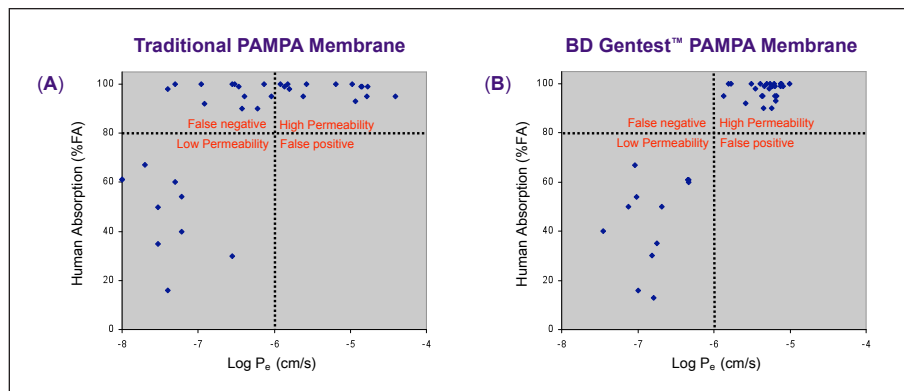 Traditional PAMPA Membrane
(A)
Human Absorption (%FA)
100
80
60
40
20
0
False negative High Permeability
Low Permeability False positive
-8 -7 -6 -5 -4
Log Pe (cm/s)
BD Gentest™ PAMPA Membrane
(B)
Human Absorption (%FA)
100
80
60
40
20
0
False negative High Permeability
Low Permeability False positive
-8 -7 -6 -5 -4
Log Pe (cm/s)